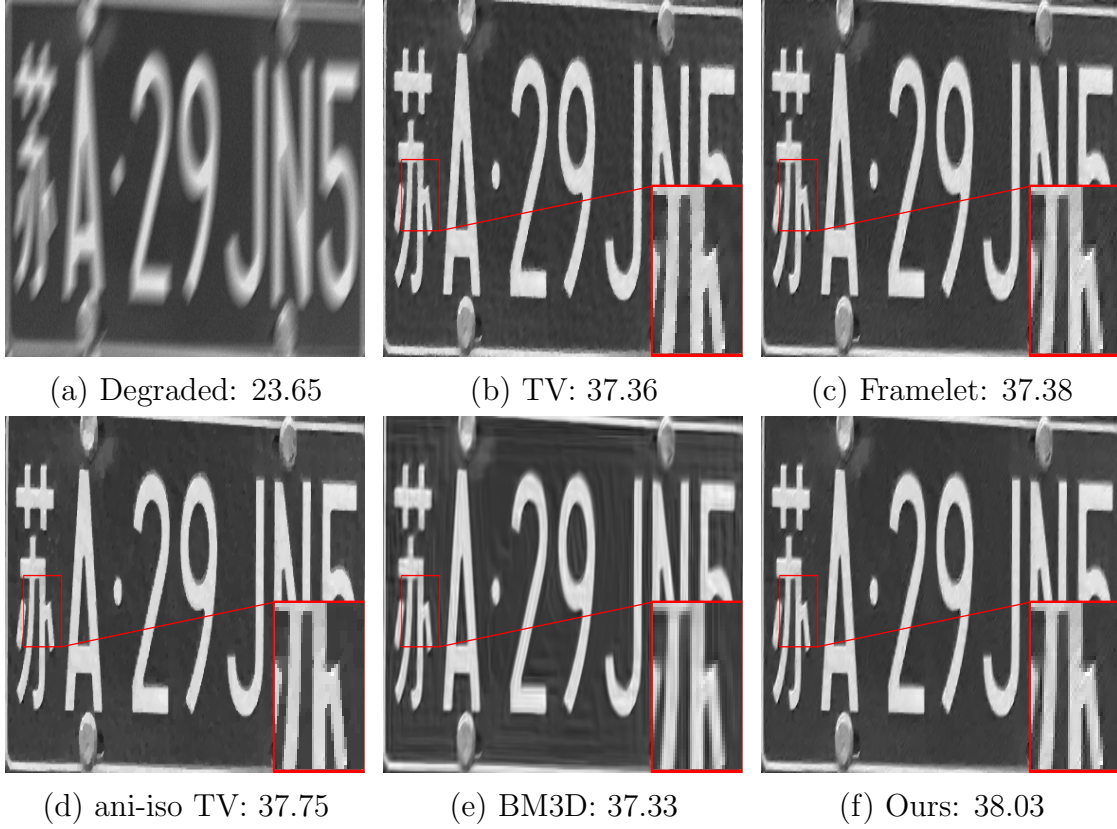 苏A·29JN5
苏A·29JN5
苏A·29JN5
(a) Degraded: 23.65
(b) TV: 37.36
(c) Framelet: 37.38
苏A·29JN5
苏A·29JN5
苏A·29JN5
(d) ani-iso TV: 37.75
(e) BM3D: 37.33
(f) Ours: 38.03